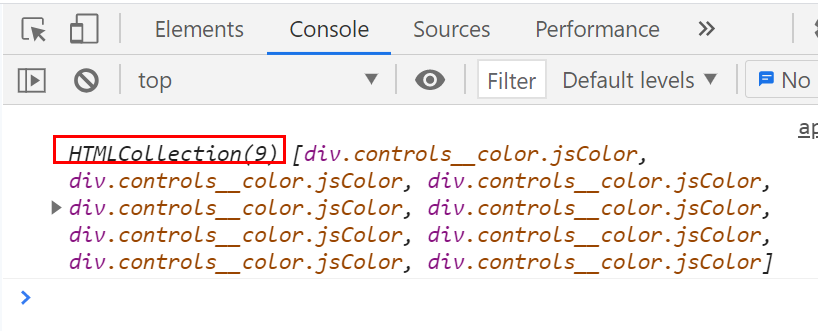 Elements Console Sources Performance »
top Filter Default levels No
ap
HTMLCollection(9) [div.controls__color.jsColor,
div.controls__color.jsColor, div.controls__color.jsColor,
div.controls__color.jsColor, div.controls__color.jsColor,
div.controls__color.jsColor, div.controls__color.jsColor,
div.controls__color.jsColor, div.controls__color.jsColor]